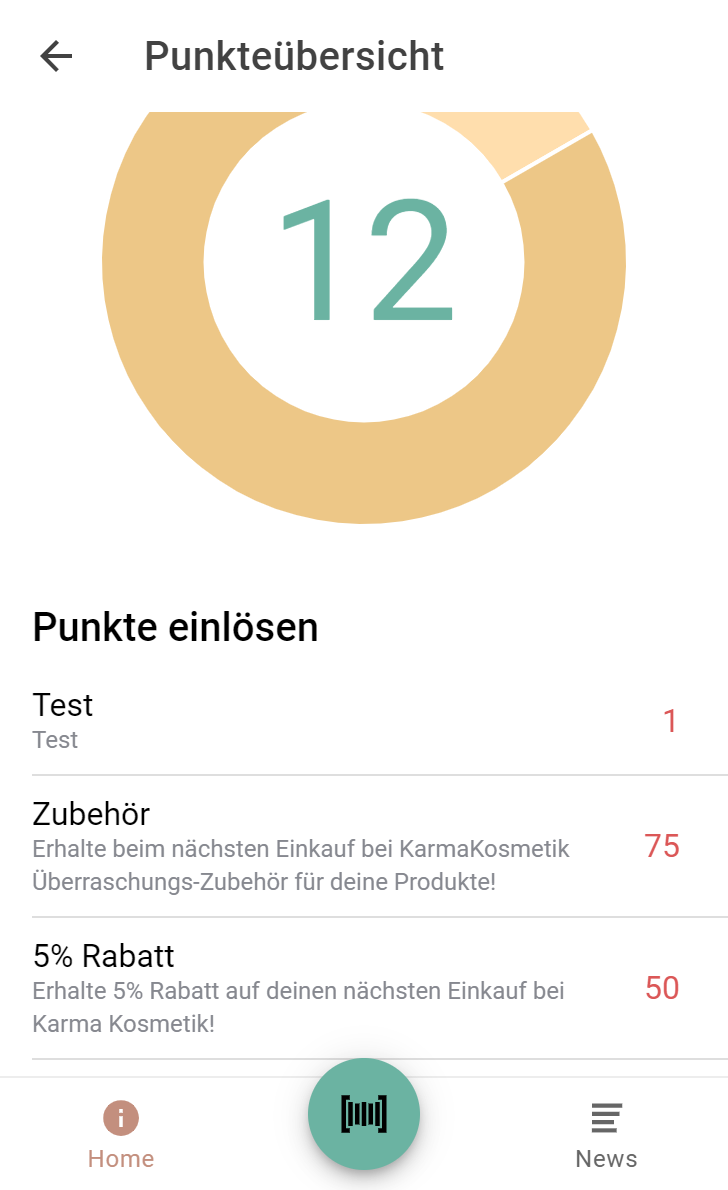 Punkteübersicht
12
Punkte einlösen
Test
Test
1
Zubehör
Erhalte beim nächsten Einkauf bei KarmaKosmetik
Überraschungs-Zubehör für deine Produkte!
75
5% Rabatt
Erhalte 5% Rabatt auf deinen nächsten Einkauf bei
Karma Kosmetik!
50
Home
News